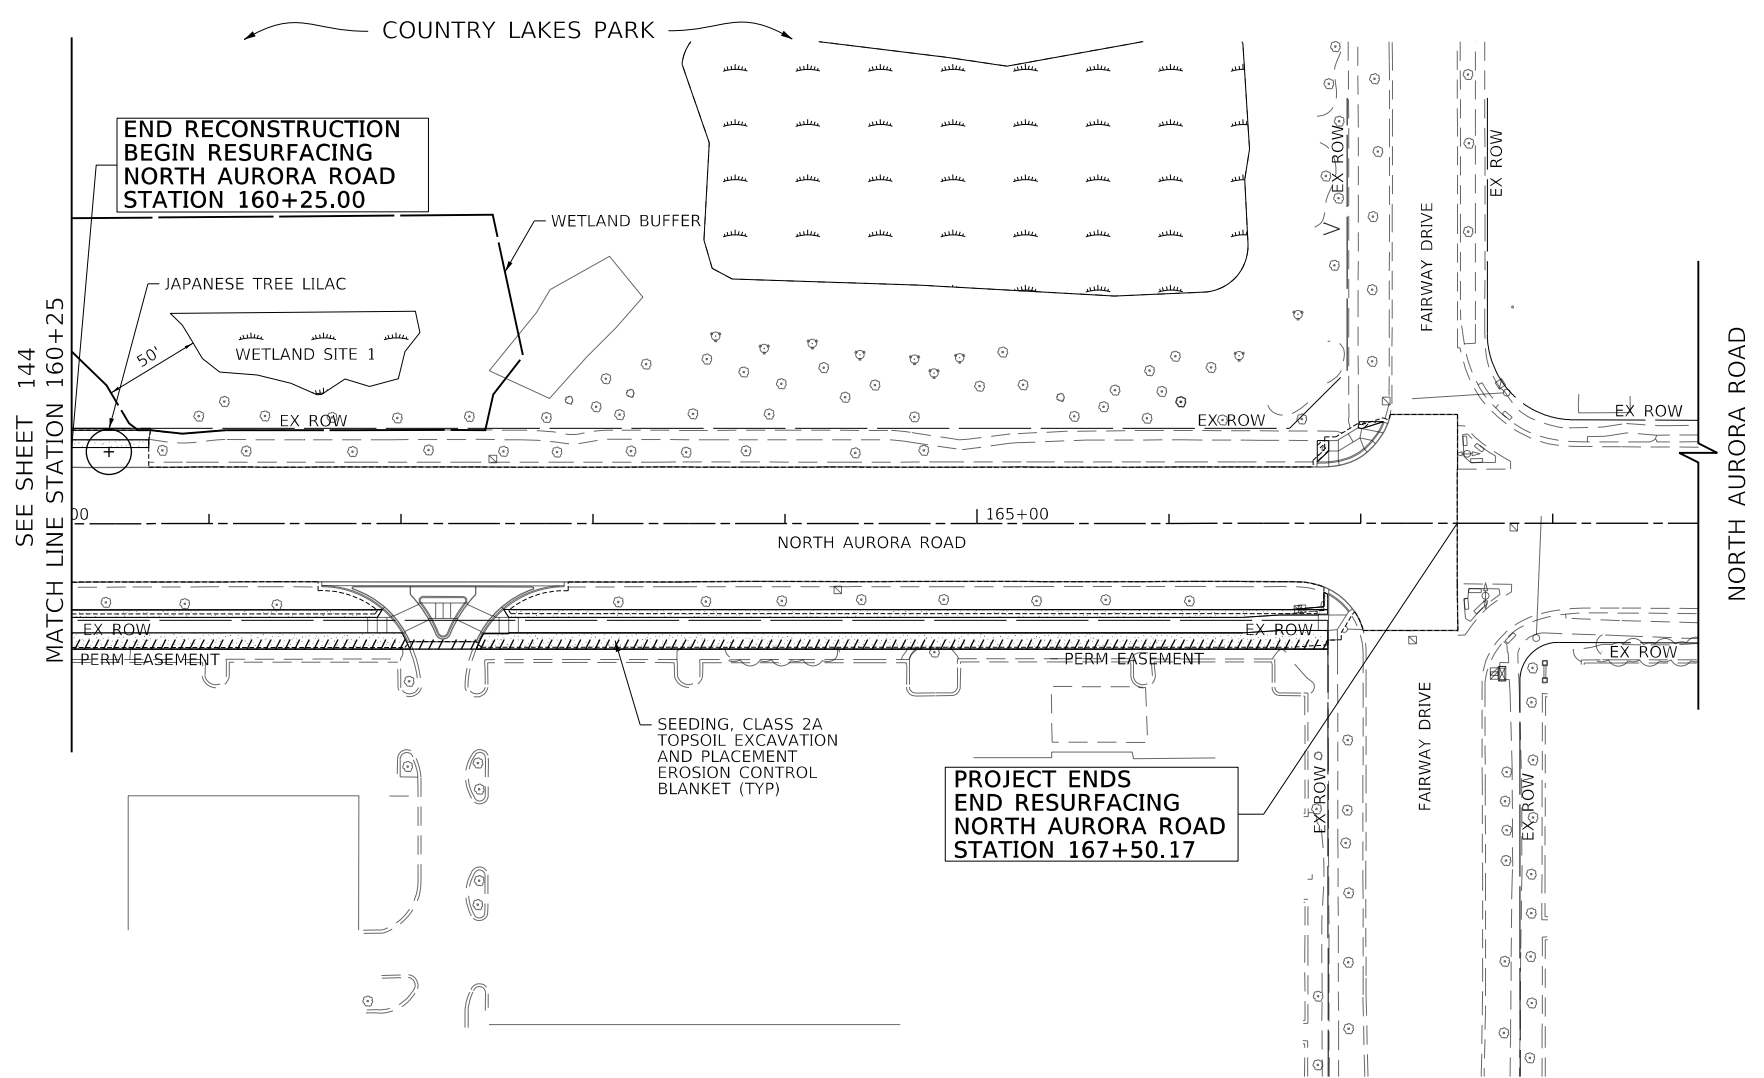 COUNTRY LAKES PARK
END RECONSTRUCTION
BEGIN RESURFACING
NORTH AURORA ROAD
STATION 160+25.00
WETLAND BUFFER
JAPANESE TREE LILAC
50'
WETLAND SITE 1
SEE SHEET 144
MATCH LINE STATION 160+25
EX ROW
EX ROW
EX ROW
EX ROW
FAIRWAY DRIVE
EX ROW
NORTH AURORA ROAD
00
165+00
NORTH AURORA ROAD
EX ROW
PERM EASEMENT
EX ROW
PERM EASEMENT
EX ROW
SEEDING, CLASS 2A
TOPSOIL EXCAVATION
AND PLACEMENT
EROSION CONTROL
BLANKET (TYP)
PROJECT ENDS
END RESURFACING
NORTH AURORA ROAD
STATION 167+50.17
EX ROW
FAIRWAY DRIVE
EX ROW